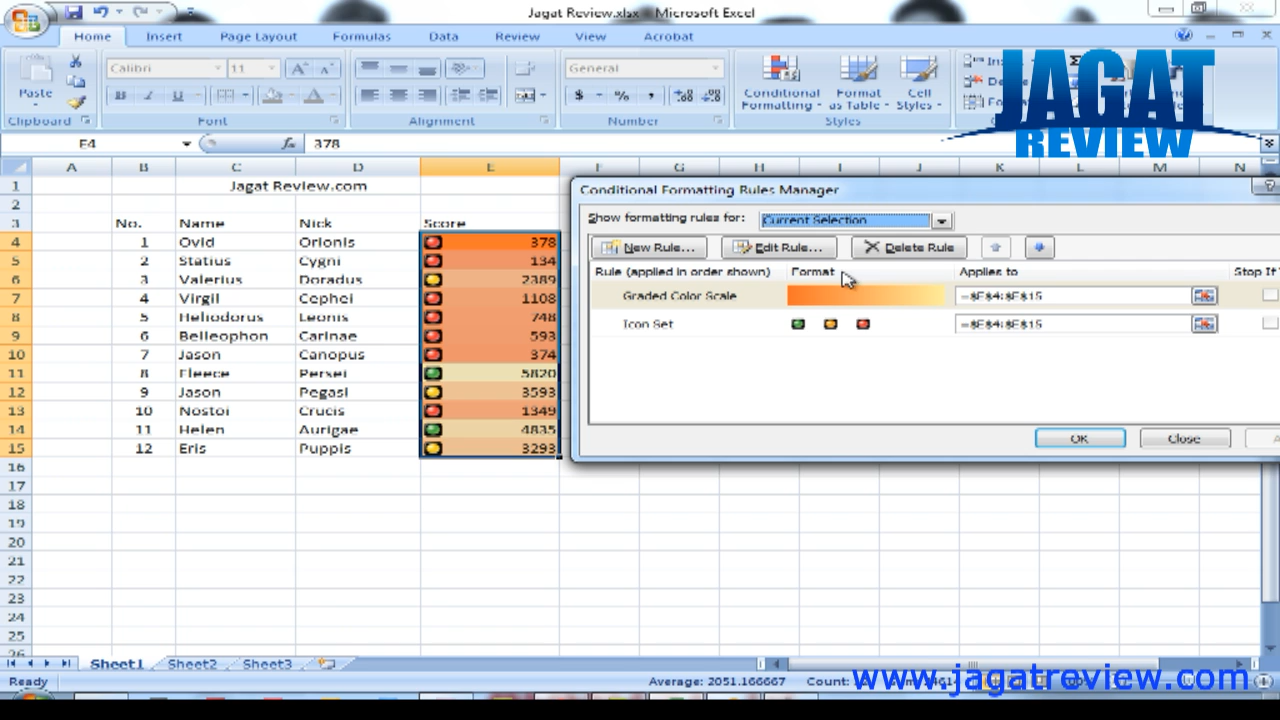 Jagat Review.xlsx - Microsoft Excel
Home Insert Page Layout Formulas Data Review View Acrobat
Paste Calibri 11 General Conditional Formatting Format as Table Cell Styles
Clipboard Font Alignment Number Styles
JAGAT
REVIEW
E4 fx 378
A B C D E F G H I J K L M N
1 Jagat Review.com
2
3 No. Name Nick Score
4 1 Ovid Orionis 378
5 2 Statius Cygni 134
6 3 Valerius Doradus 2389
7 4 Virgil Cephei 1108
8 5 Heliodorus Leonis 748
9 6 Belleophon Carinae 593
10 7 Jason Canopus 374
11 8 Fleece Persei 5820
12 9 Jason Pegasi 3593
13 10 Nostoi Crucis 1349
14 11 Helen Aurigae 4835
15 12 Eris Puppis 3293
16
17
18
19
20
21
22
23
24
25
26
Conditional Formatting Rules Manager
Show formatting rules for: Current Selection
New Rule... Edit Rule... Delete Rule
Rule (applied in order shown) Format Applies to Stop If
Graded Color Scale =$E$4:$E$15
Icon Set =$E$4:$E$15
OK Close
Sheet1 Sheet2 Sheet3
Ready Average: 2051.166667 Count:
www.jagatreview.com